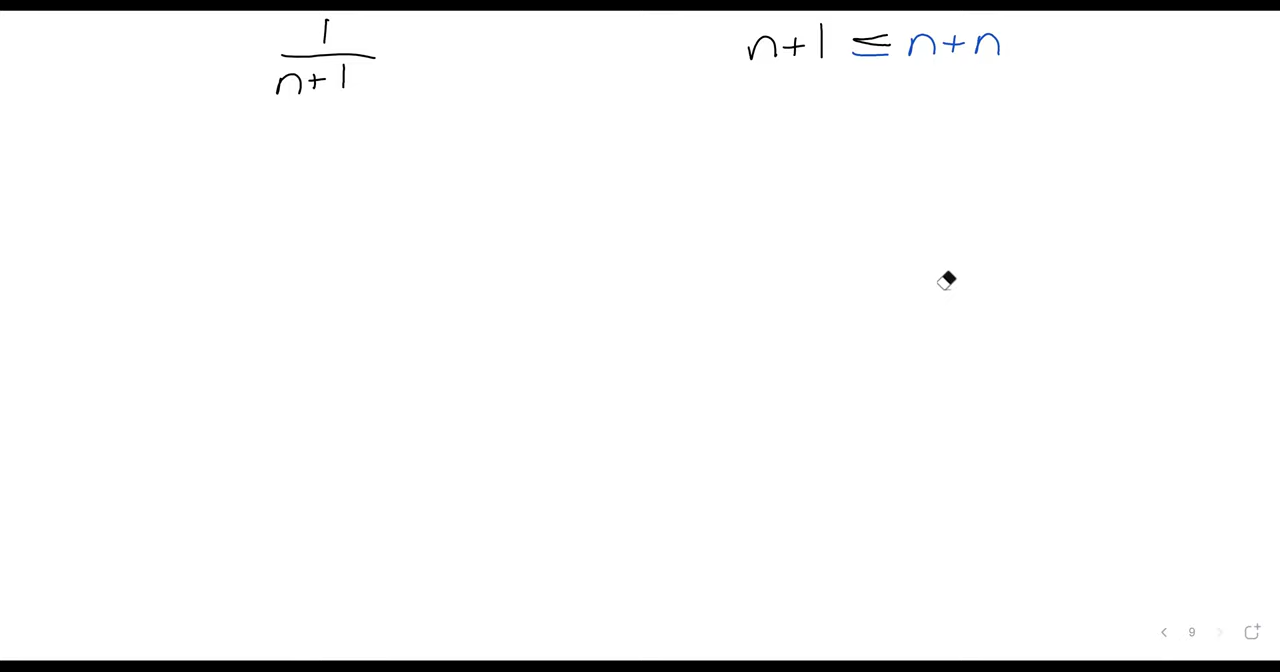 1/(n+1)
n+1 ≤ n+n
9